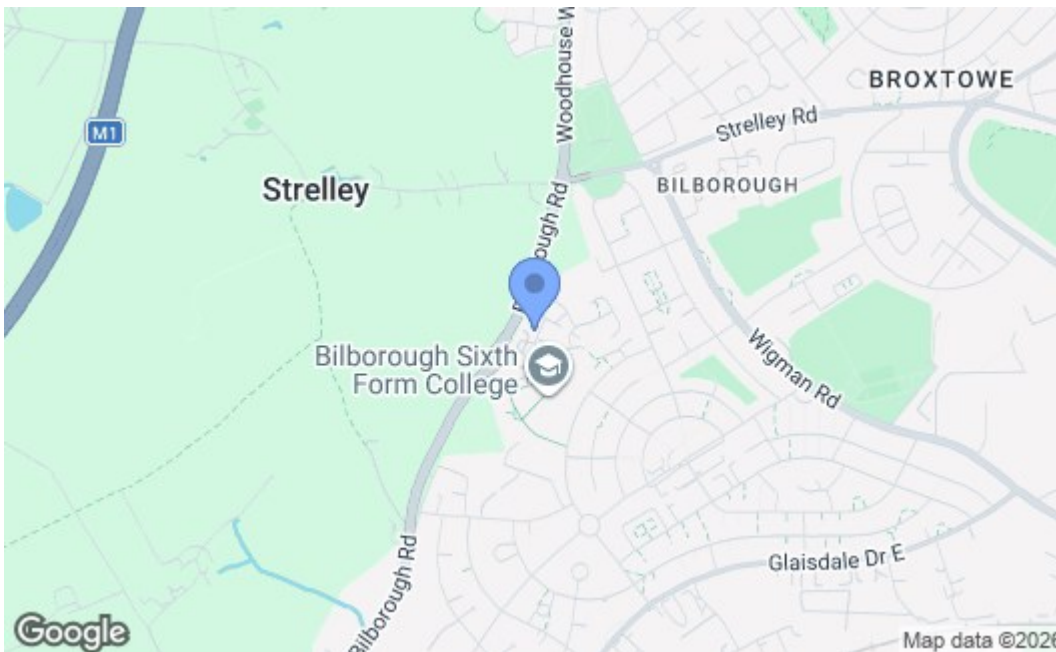 Woodhouse W
BROXTOWE
M1
Strelley Rd
Strelley
BILBOROUGH
ough Rd
Bilborough Sixth
Form College
Wigman Rd
Bilborough Rd
Glaisdale Dr E
Google
Map data ©2026